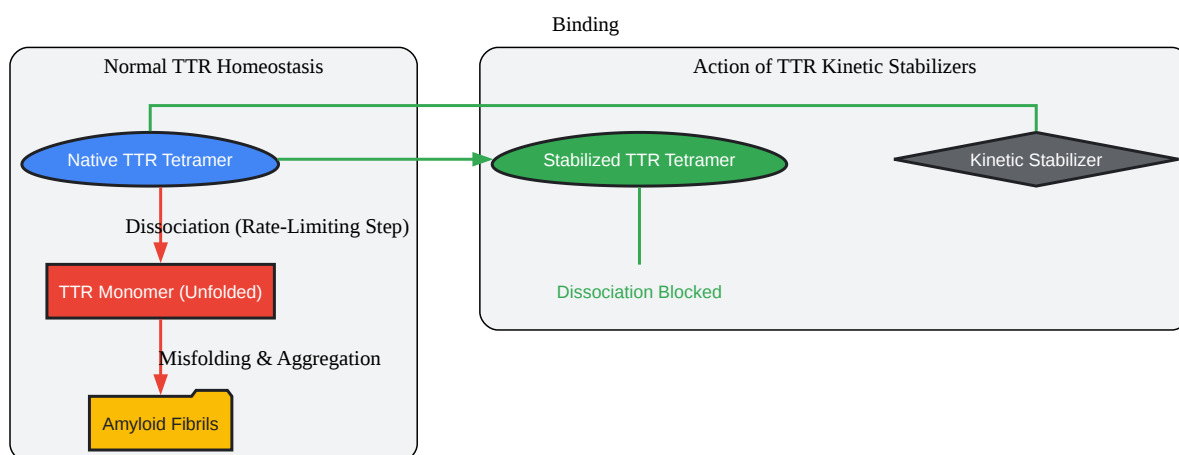 Binding
Normal TTR Homeostasis
Action of TTR Kinetic Stabilizers
Native TTR Tetramer
Stabilized TTR Tetramer
Kinetic Stabilizer
Dissociation (Rate-Limiting Step)
TTR Monomer (Unfolded)
Dissociation Blocked
Misfolding & Aggregation
Amyloid Fibrils